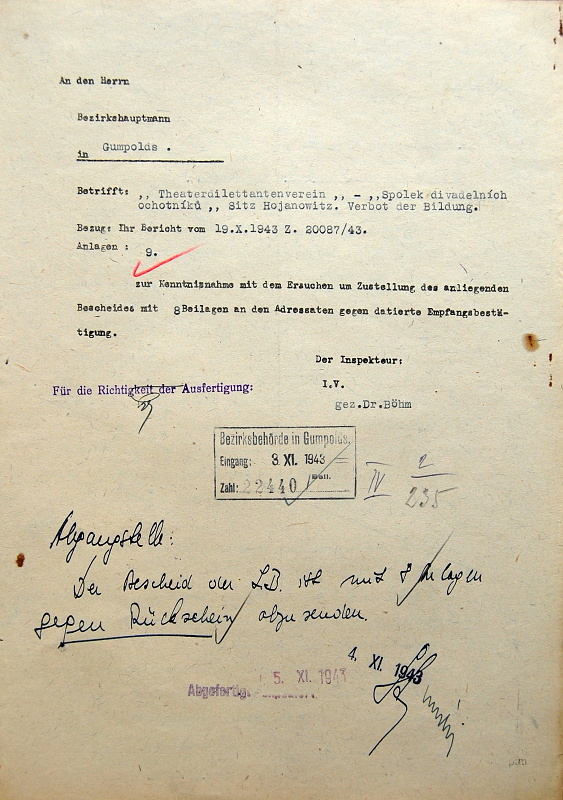 An den Herrn
Bezirkshauptmann
in Gumpolds .
Betrifft: ,, Theaterdilettantenverein ,, - ,,Spolek divadelních
ochotníků ,, Sitz Hojanowitz. Verbot der Bildung.
Bezug: Ihr Bericht vom 19.X.1943 Z. 20087/43.
Anlagen : 9.
zur Kenntnisnahme mit dem Ersuchen um Zustellung des anliegenden
Bescheides mit 8 Beilagen an den Adressaten gegen datierte Empfangsbestä-
tigung.
Der Inspekteur:
Für die Richtigkeit der Ausfertigung:
I.V.
gez.Dr.Böhm
Bezirksbehörde in Gumpolds.
Eingang: 3. XI. 1943
Zahl: 22440 Beil.
IV 2/235
Abgangstelle:
Der Bescheid der L.B. ist mit 8 Anlagen
gegen Rückschein abzusenden.
4. XI. 1943
5. XI. 1943